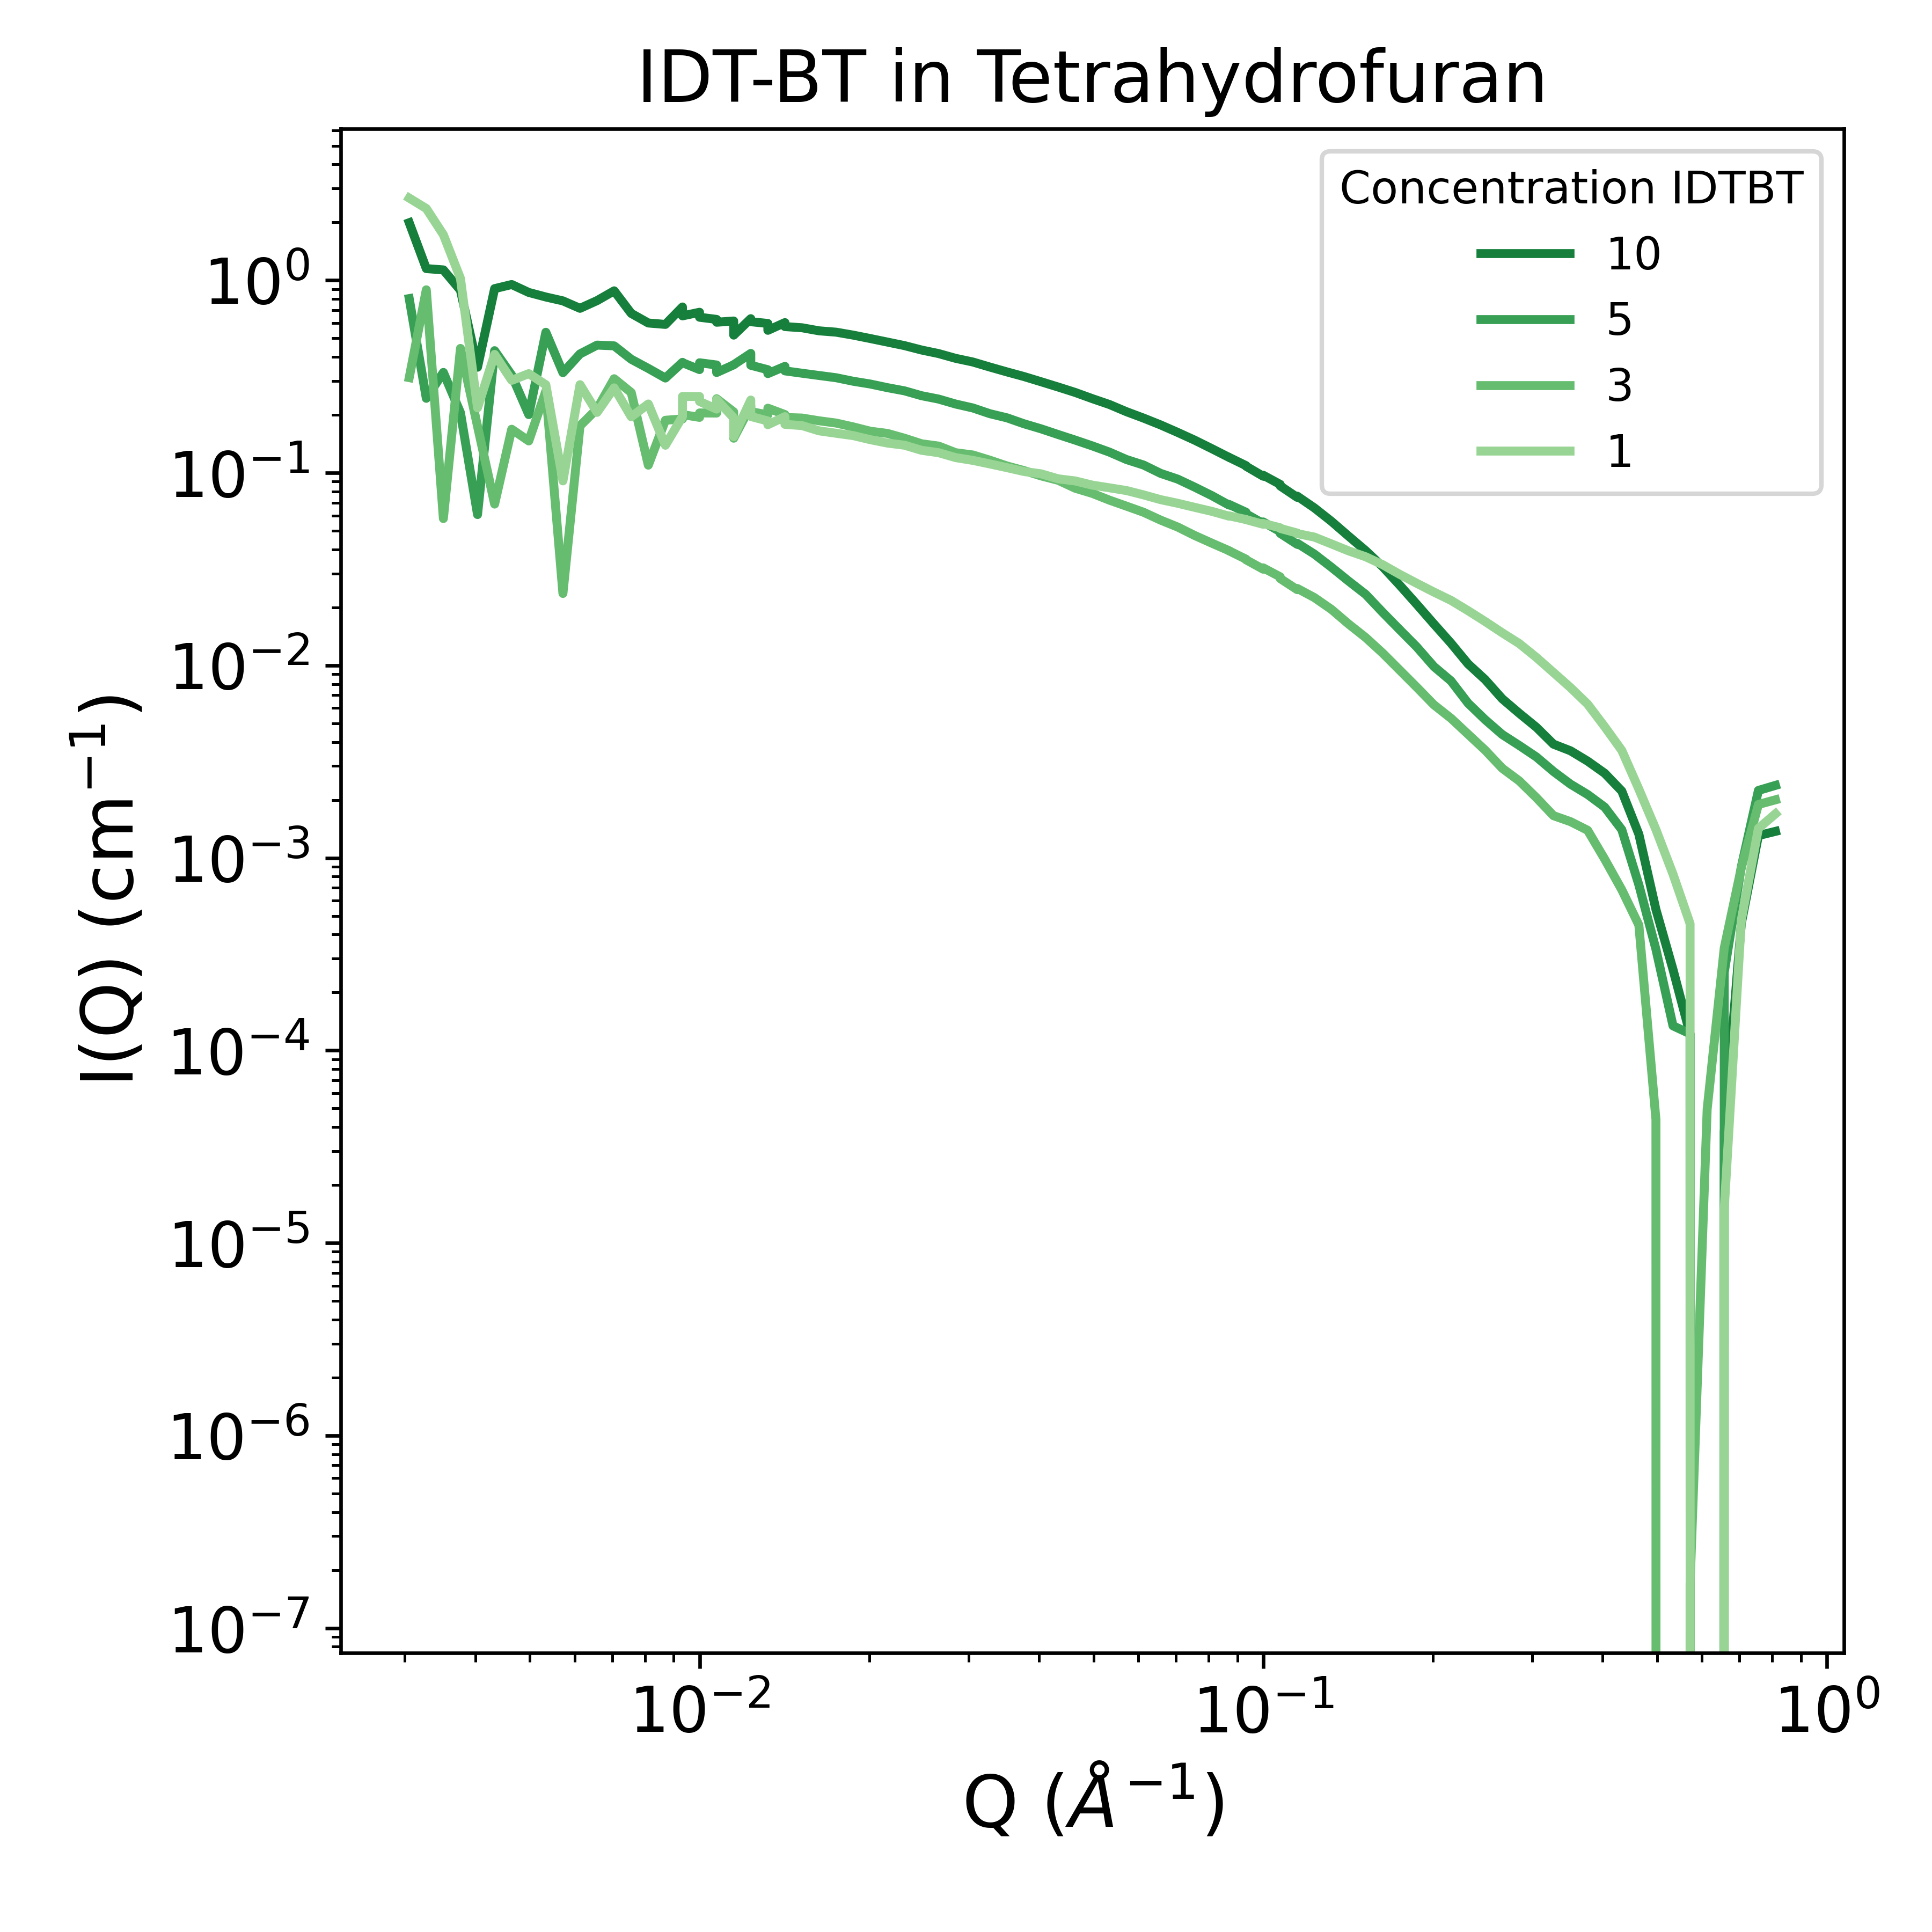 IDT-BT in Tetrahydrofuran
Concentration IDTBT
10
5
3
1
I(Q) (cm⁻¹)
10⁰
10⁻¹
10⁻²
10⁻³
10⁻⁴
10⁻⁵
10⁻⁶
10⁻⁷
10⁻² 10⁻¹ 10⁰
Q (Å⁻¹)